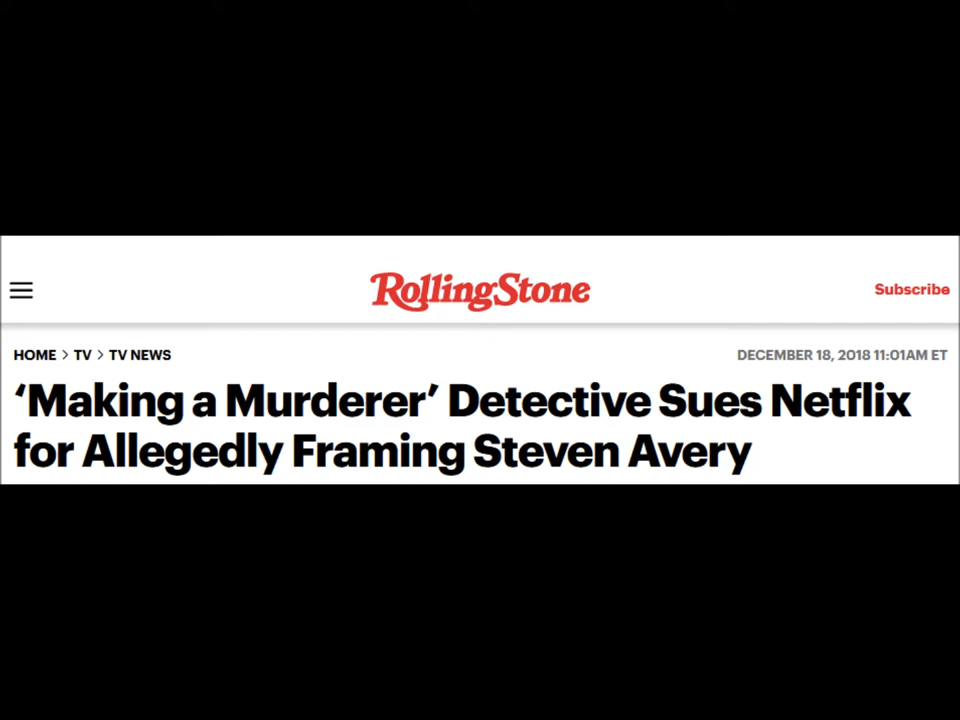 RollingStone
Subscribe
HOME > TV > TV NEWS
DECEMBER 18, 2018 11:01AM ET
‘Making a Murderer’ Detective Sues Netflix
for Allegedly Framing Steven Avery